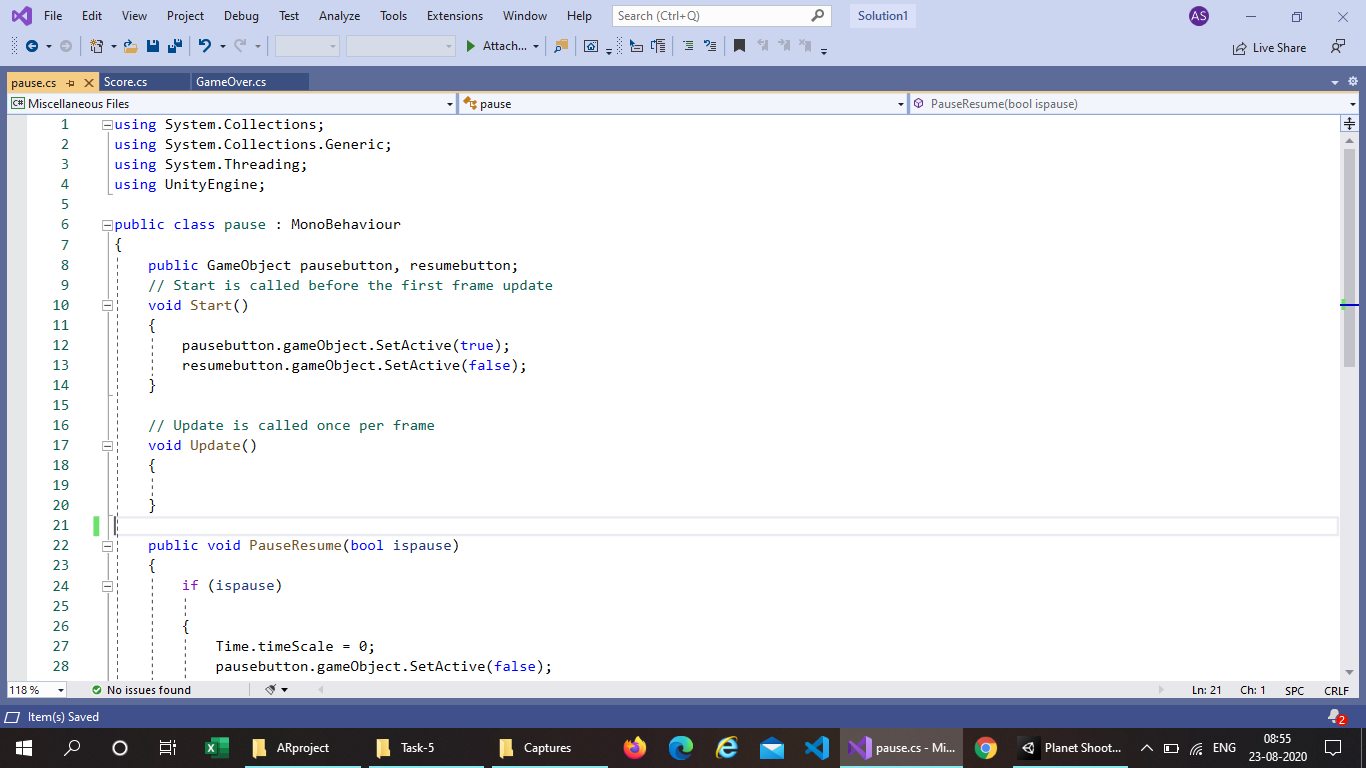 File Edit View Project Debug Test Analyze Tools Extensions Window Help Search (Ctrl+Q) Solution1 AS
Attach... Live Share
pause.cs Score.cs GameOver.cs
C# Miscellaneous Files pause PauseResume(bool ispause)
1 using System.Collections;
2 using System.Collections.Generic;
3 using System.Threading;
4 using UnityEngine;
5
6 public class pause : MonoBehaviour
7 {
8 public GameObject pausebutton, resumebutton;
9 // Start is called before the first frame update
10 void Start()
11 {
12 pausebutton.gameObject.SetActive(true);
13 resumebutton.gameObject.SetActive(false);
14 }
15
16 // Update is called once per frame
17 void Update()
18 {
19
20 }
21
22 public void PauseResume(bool ispause)
23 {
24 if (ispause)
25
26 {
27 Time.timeScale = 0;
28 pausebutton.gameObject.SetActive(false);
118 % No issues found Ln: 21 Ch: 1 SPC CRLF
Item(s) Saved 2
ARproject Task-5 Captures pause.cs - Mi... Planet Shoot... ENG 08:55
23-08-2020